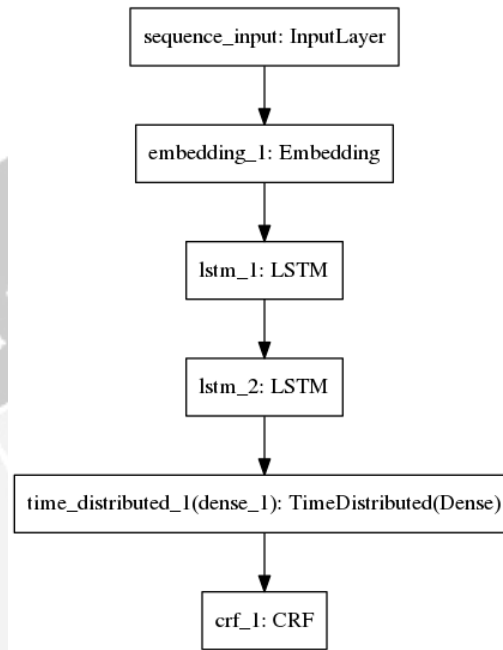 sequence_input: InputLayer
embedding_1: Embedding
lstm_1: LSTM
lstm_2: LSTM
time_distributed_1(dense_1): TimeDistributed(Dense)
crf_1: CRF